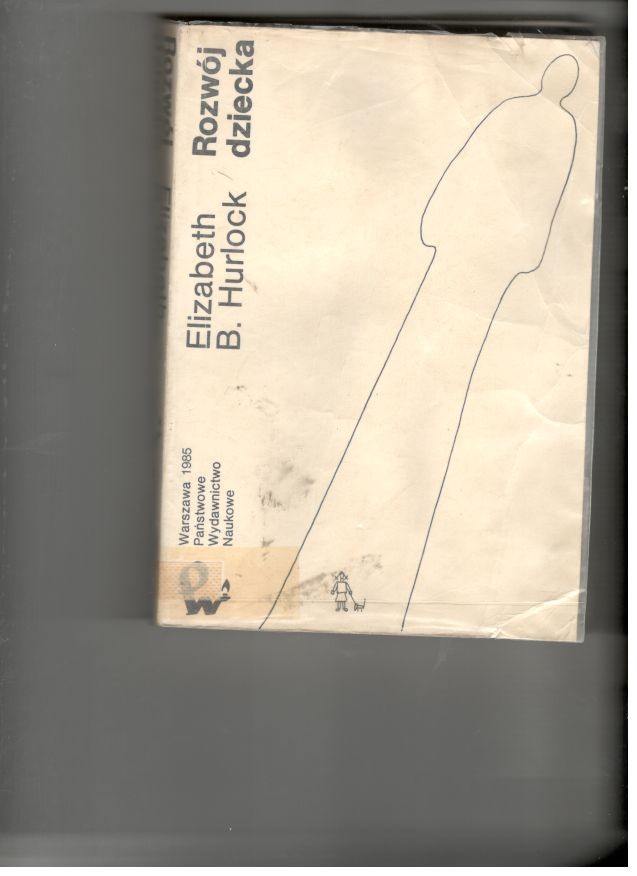 Elizabeth
B. Hurlock
Rozwój
dziecka
Warszawa 1985
Państwowe
Wydawnictwo
Naukowe